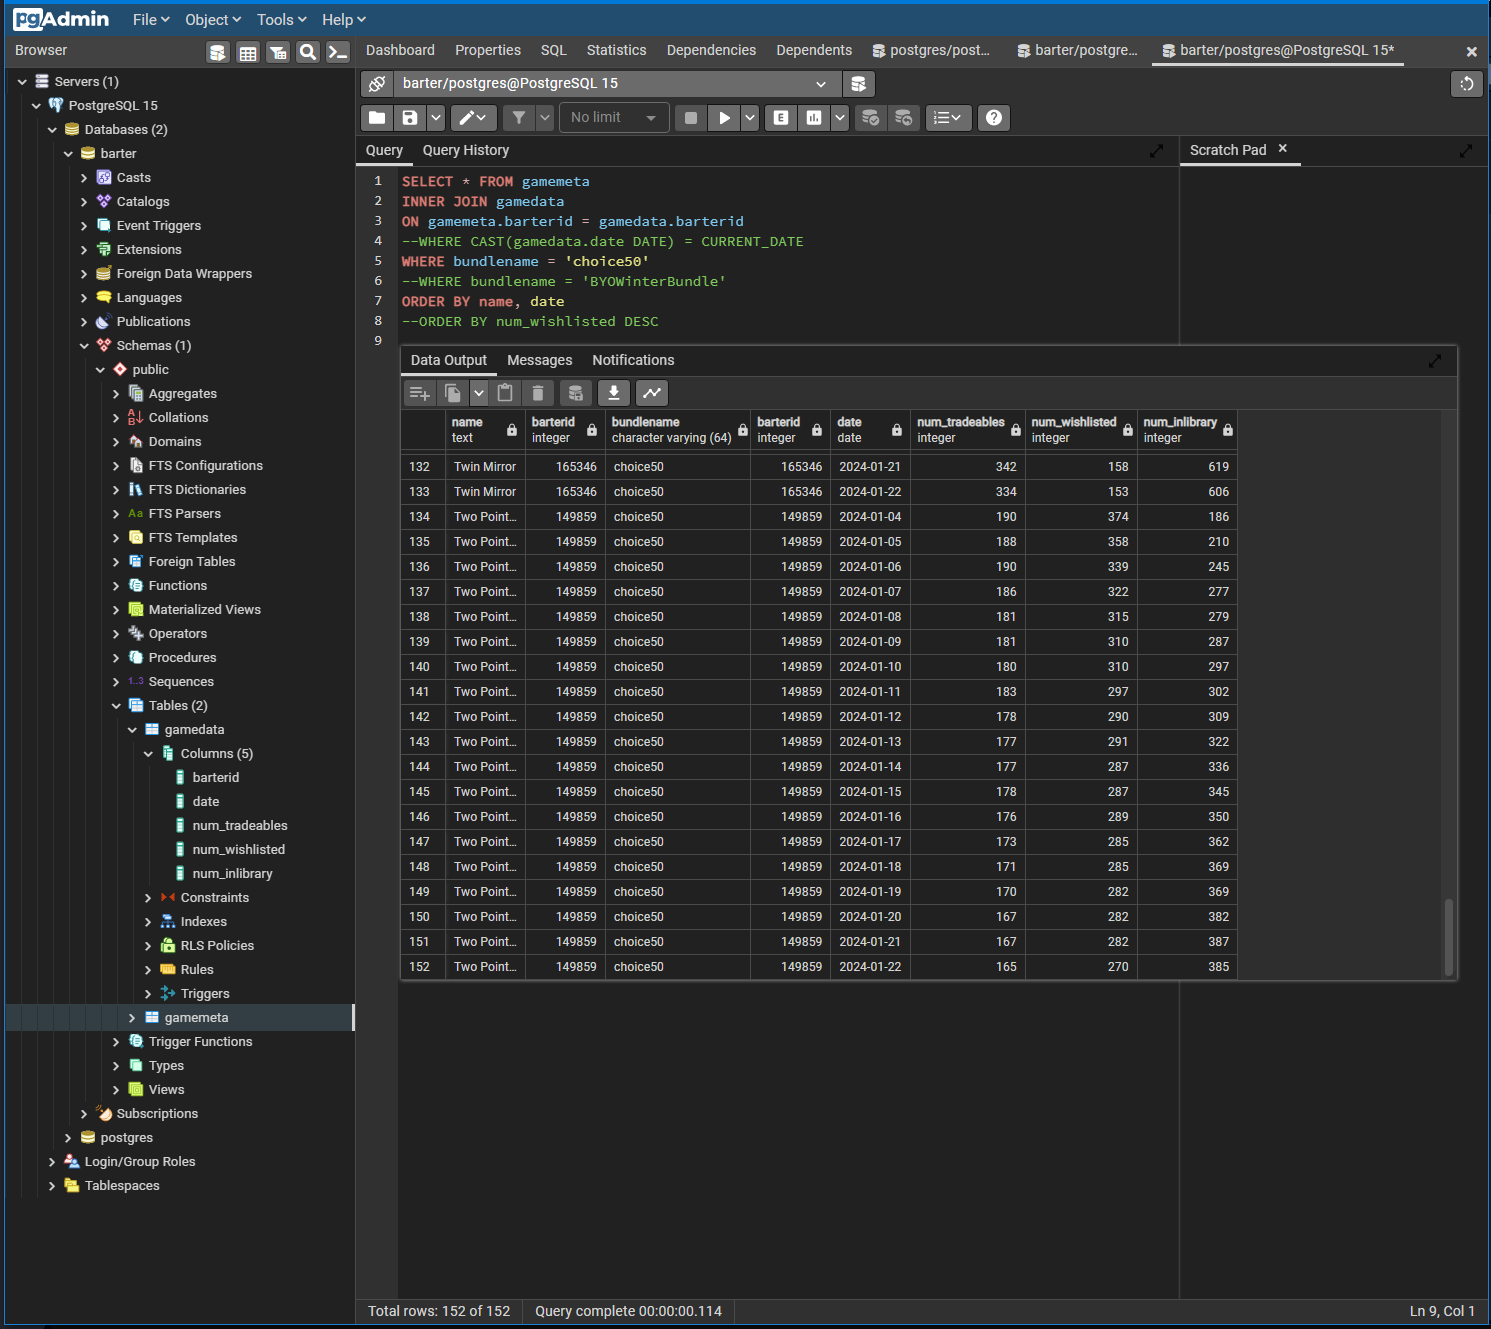 pgAdmin File Object Tools Help
Browser
Dashboard Properties SQL Statistics Dependencies Dependents postgres/post... barter/postgre... barter/postgres@PostgreSQL 15*
Servers (1)
PostgreSQL 15
Databases (2)
barter
Casts
Catalogs
Event Triggers
Extensions
Foreign Data Wrappers
Languages
Publications
Schemas (1)
public
Aggregates
Collations
Domains
FTS Configurations
FTS Dictionaries
Aa FTS Parsers
FTS Templates
Foreign Tables
Functions
Materialized Views
Operators
Procedures
1..3 Sequences
Tables (2)
gamedata
Columns (5)
barterid
date
num_tradeables
num_wishlisted
num_inlibrary
Constraints
Indexes
RLS Policies
Rules
Triggers
gamemeta
Trigger Functions
Types
Views
Subscriptions
postgres
Login/Group Roles
Tablespaces
barter/postgres@PostgreSQL 15
No limit
E
Query Query History
Scratch Pad
1 SELECT * FROM gamemeta
2 INNER JOIN gamedata
3 ON gamemeta.barterid = gamedata.barterid
4 --WHERE CAST(gamedata.date DATE) = CURRENT_DATE
5 WHERE bundlename = 'choice50'
6 --WHERE bundlename = 'BYOWinterBundle'
7 ORDER BY name, date
8 --ORDER BY num_wishlisted DESC
9
Data Output Messages Notifications
name barterid bundlename barterid date num_tradeables num_wishlisted num_inlibrary
text integer character varying (64) integer date integer integer integer
132 Twin Mirror 165346 choice50 165346 2024-01-21 342 158 619
133 Twin Mirror 165346 choice50 165346 2024-01-22 334 153 606
134 Two Point... 149859 choice50 149859 2024-01-04 190 374 186
135 Two Point... 149859 choice50 149859 2024-01-05 188 358 210
136 Two Point... 149859 choice50 149859 2024-01-06 190 339 245
137 Two Point... 149859 choice50 149859 2024-01-07 186 322 277
138 Two Point... 149859 choice50 149859 2024-01-08 181 315 279
139 Two Point... 149859 choice50 149859 2024-01-09 181 310 287
140 Two Point... 149859 choice50 149859 2024-01-10 180 310 297
141 Two Point... 149859 choice50 149859 2024-01-11 183 297 302
142 Two Point... 149859 choice50 149859 2024-01-12 178 290 309
143 Two Point... 149859 choice50 149859 2024-01-13 177 291 322
144 Two Point... 149859 choice50 149859 2024-01-14 177 287 336
145 Two Point... 149859 choice50 149859 2024-01-15 178 287 345
146 Two Point... 149859 choice50 149859 2024-01-16 176 289 350
147 Two Point... 149859 choice50 149859 2024-01-17 173 285 362
148 Two Point... 149859 choice50 149859 2024-01-18 171 285 369
149 Two Point... 149859 choice50 149859 2024-01-19 170 282 369
150 Two Point... 149859 choice50 149859 2024-01-20 167 282 382
151 Two Point... 149859 choice50 149859 2024-01-21 167 282 387
152 Two Point... 149859 choice50 149859 2024-01-22 165 270 385
Total rows: 152 of 152 Query complete 00:00:00.114 Ln 9, Col 1